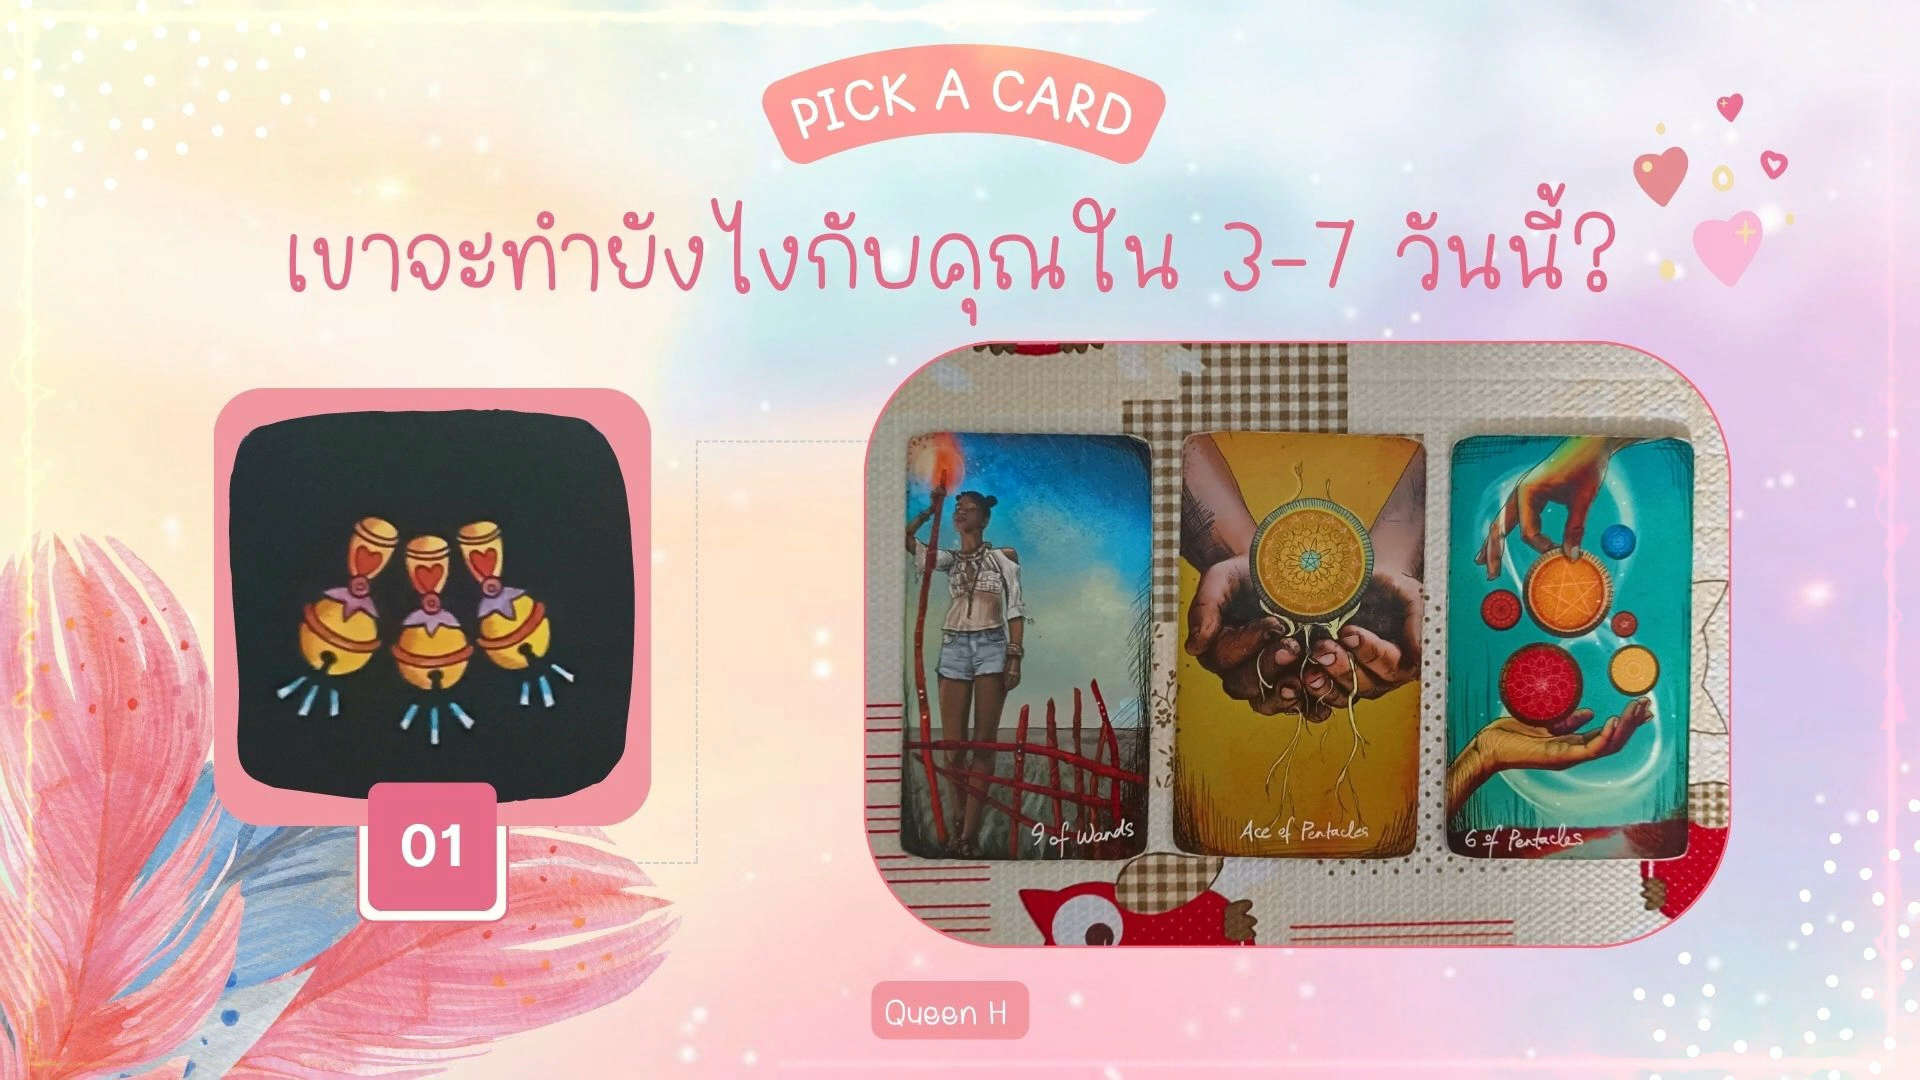 PICK A CARD
เขาจะทำยังไงกับคุณใน 3-7 วันนี้?
01
9 of Wands
Ace of Pentacles
6 of Pentacles
Queen H